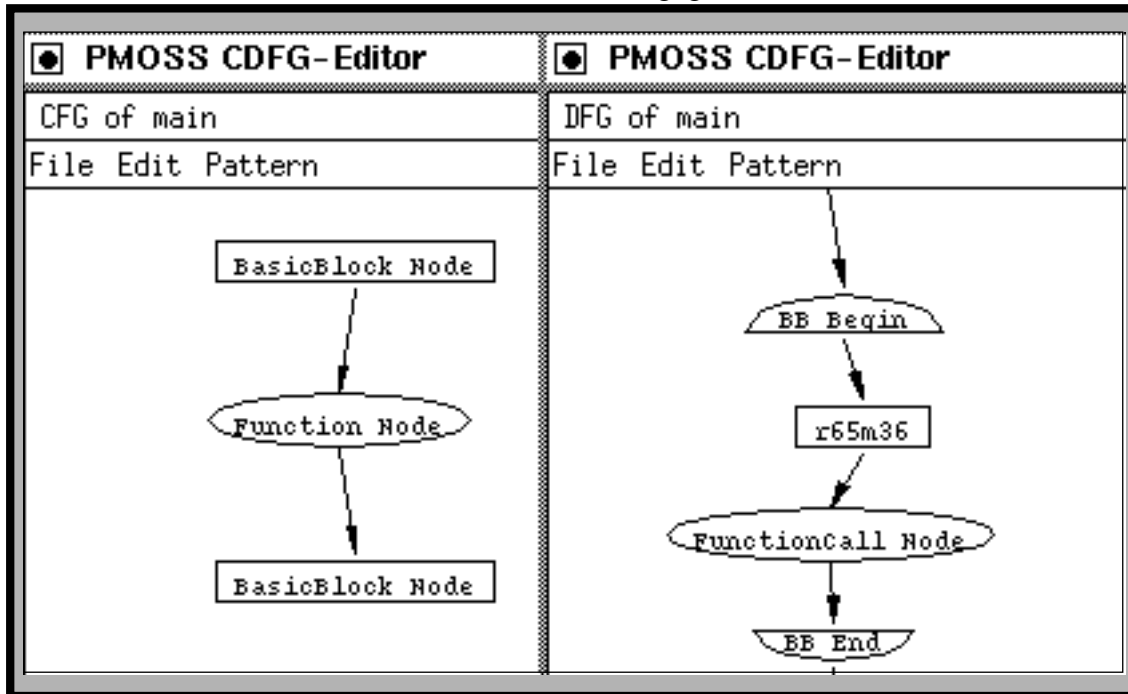 PMOSS CDFG-Editor
CFG of main
File Edit Pattern
BasicBlock Node
Function Node
BasicBlock Node
PMOSS CDFG-Editor
DFG of main
File Edit Pattern
BB Begin
r65m36
FunctionCall Node
BB End